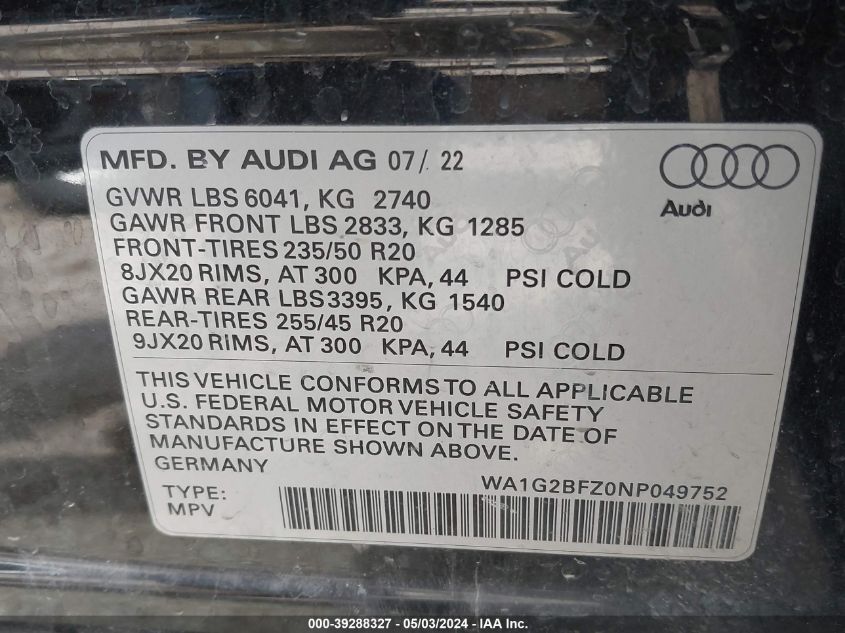 MFD. BY AUDI AG 07/ 22
Audi
GVWR LBS 6041, KG 2740
GAWR FRONT LBS 2833, KG 1285
FRONT-TIRES 235/50 R20
8JX20 RIMS, AT 300 KPA, 44 PSI COLD
GAWR REAR LBS3395, KG 1540
REAR-TIRES 255/45 R20
9JX20 RIMS, AT 300 KPA, 44 PSI COLD
THIS VEHICLE CONFORMS TO ALL APPLICABLE
U.S. FEDERAL MOTOR VEHICLE SAFETY
STANDARDS IN EFFECT ON THE DATE OF
MANUFACTURE SHOWN ABOVE.
GERMANY
WA1G2BFZ0NP049752
TYPE:
MPV
000-39288327 - 05/03/2024 - IAA Inc.